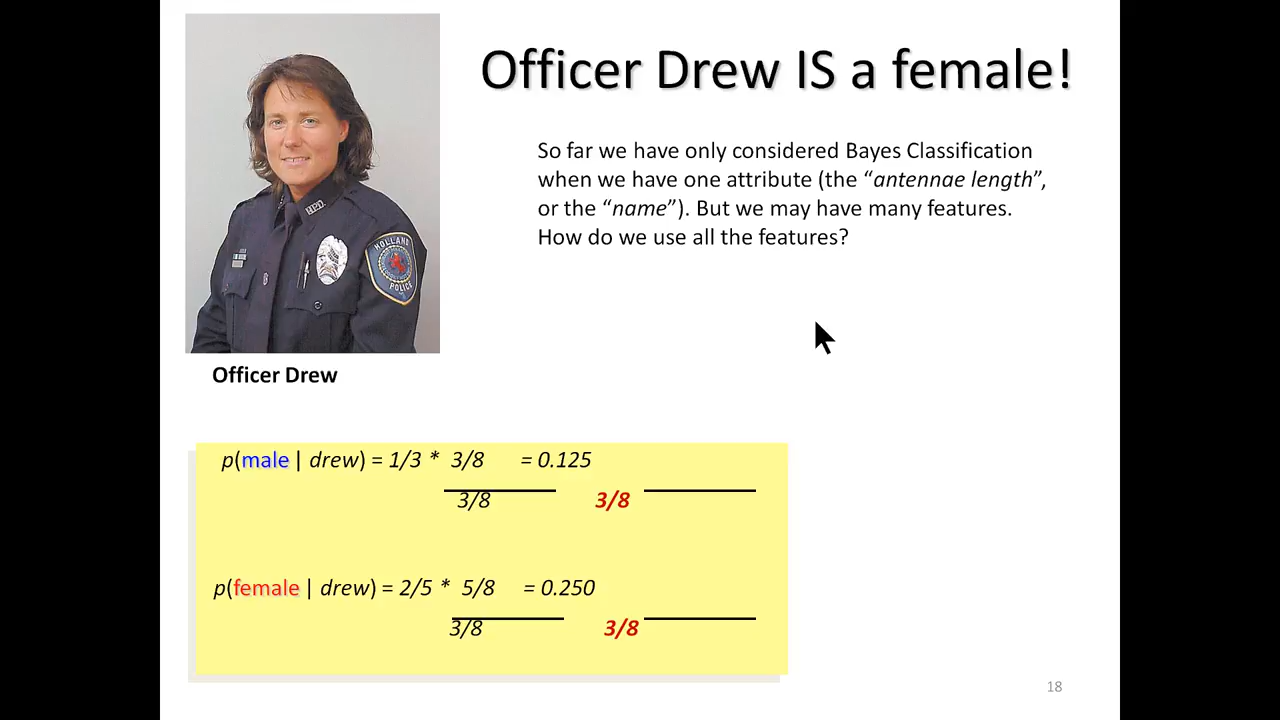 Officer Drew IS a female!
So far we have only considered Bayes Classification
when we have one attribute (the “antennae length”,
or the “name”). But we may have many features.
How do we use all the features?
H.P.D.
HOLLAND
POLICE
Officer Drew
p(male | drew) = 1/3 * 3/8 = 0.125
3/8 3/8
p(female | drew) = 2/5 * 5/8 = 0.250
3/8 3/8
18